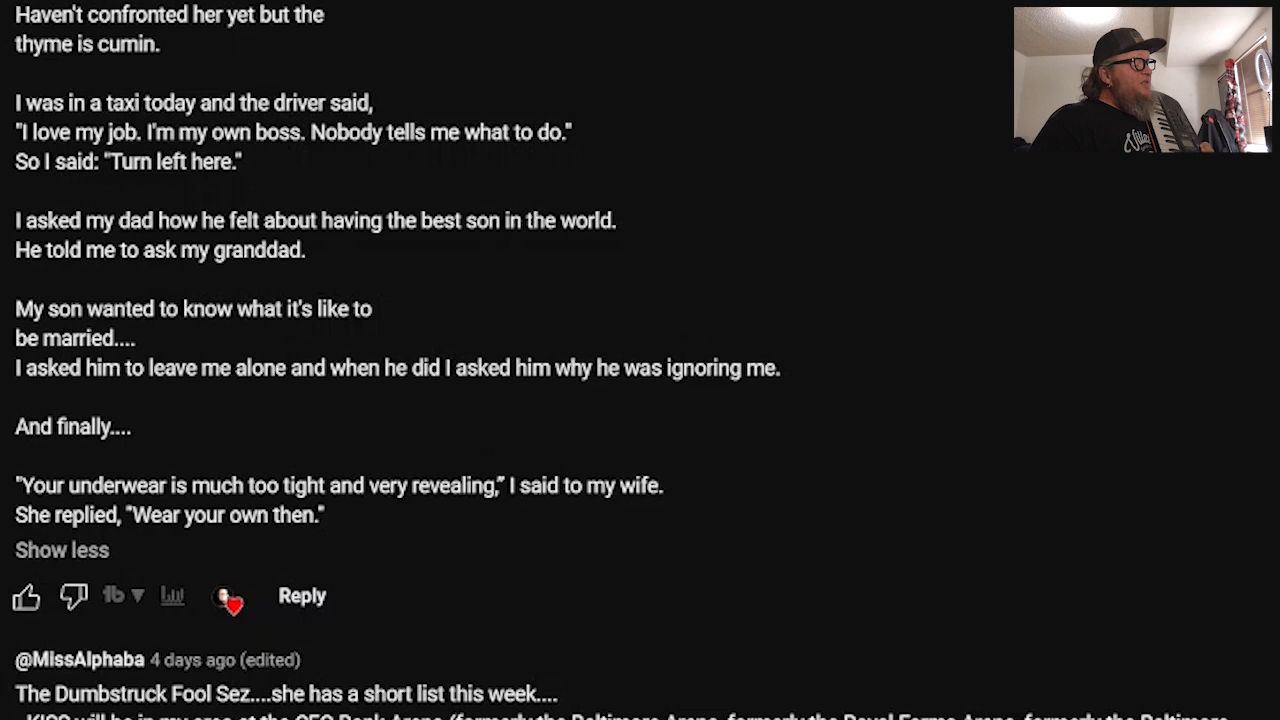 Haven't confronted her yet but the
thyme is cumin.
I was in a taxi today and the driver said,
"I love my job. I'm my own boss. Nobody tells me what to do."
So I said: "Turn left here."
I asked my dad how he felt about having the best son in the world.
He told me to ask my granddad.
My son wanted to know what it's like to
be married....
I asked him to leave me alone and when he did I asked him why he was ignoring me.
And finally....
"Your underwear is much too tight and very revealing,” I said to my wife.
She replied, "Wear your own then."
Show less
Reply
@MissAlphaba 4 days ago (edited)
The Dumbstruck Fool Sez....she has a short list this week....